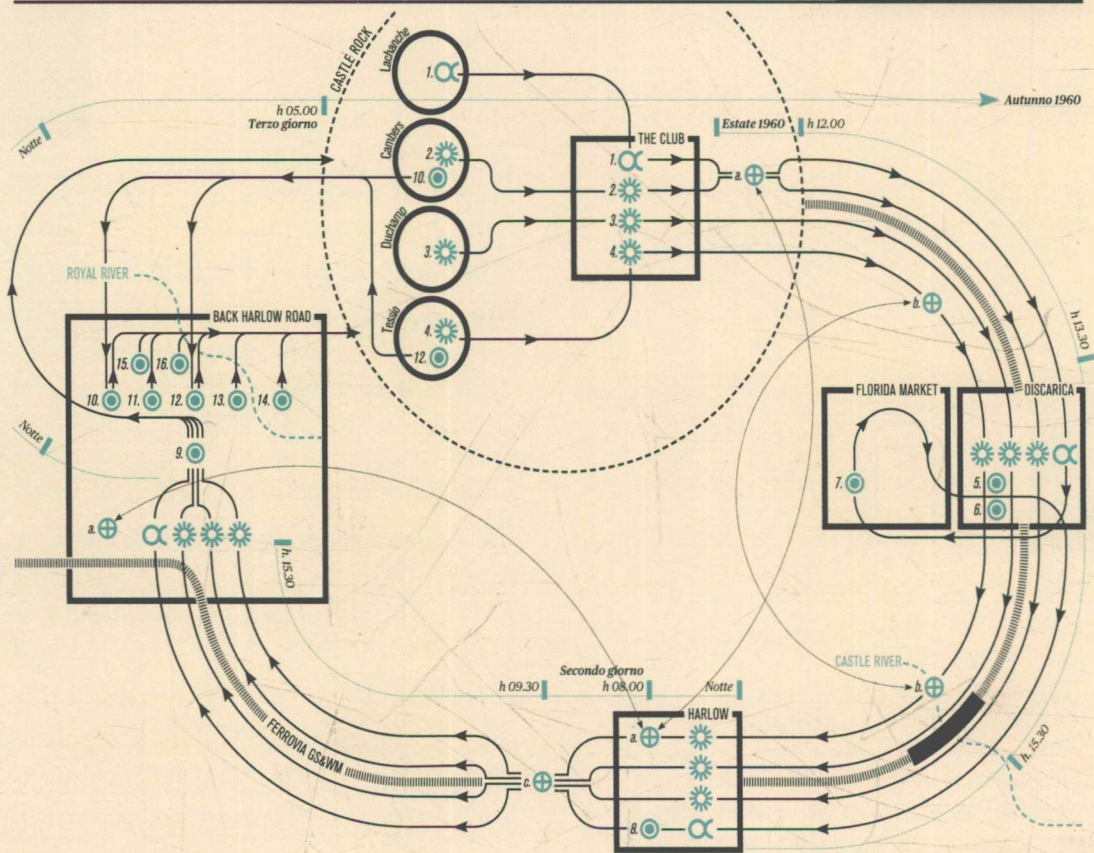 CASTLE ROCK
Lachanche
1.
Notte
h 05.00
Terzo giorno
Autunno 1960
Cambers
2.
10.
THE CLUB
1.
2.
3.
4.
Estate 1960
h 12.00
a.
Duchamp
3.
b.
ROYAL RIVER
Tessio
4.
12.
h 13.30
BACK HARLOW ROAD
15.
16.
10.
11.
12.
13.
14.
FLORIDA MARKET
DISCARICA
Notte
9.
7.
5.
6.
a.
h. 15.30
CASTLE RIVER
b.
Secondo giorno
h 09.30
h 08.00
Notte
HARLOW
a.
FERROVIA GS&WM
c.
8.
h. 15.30